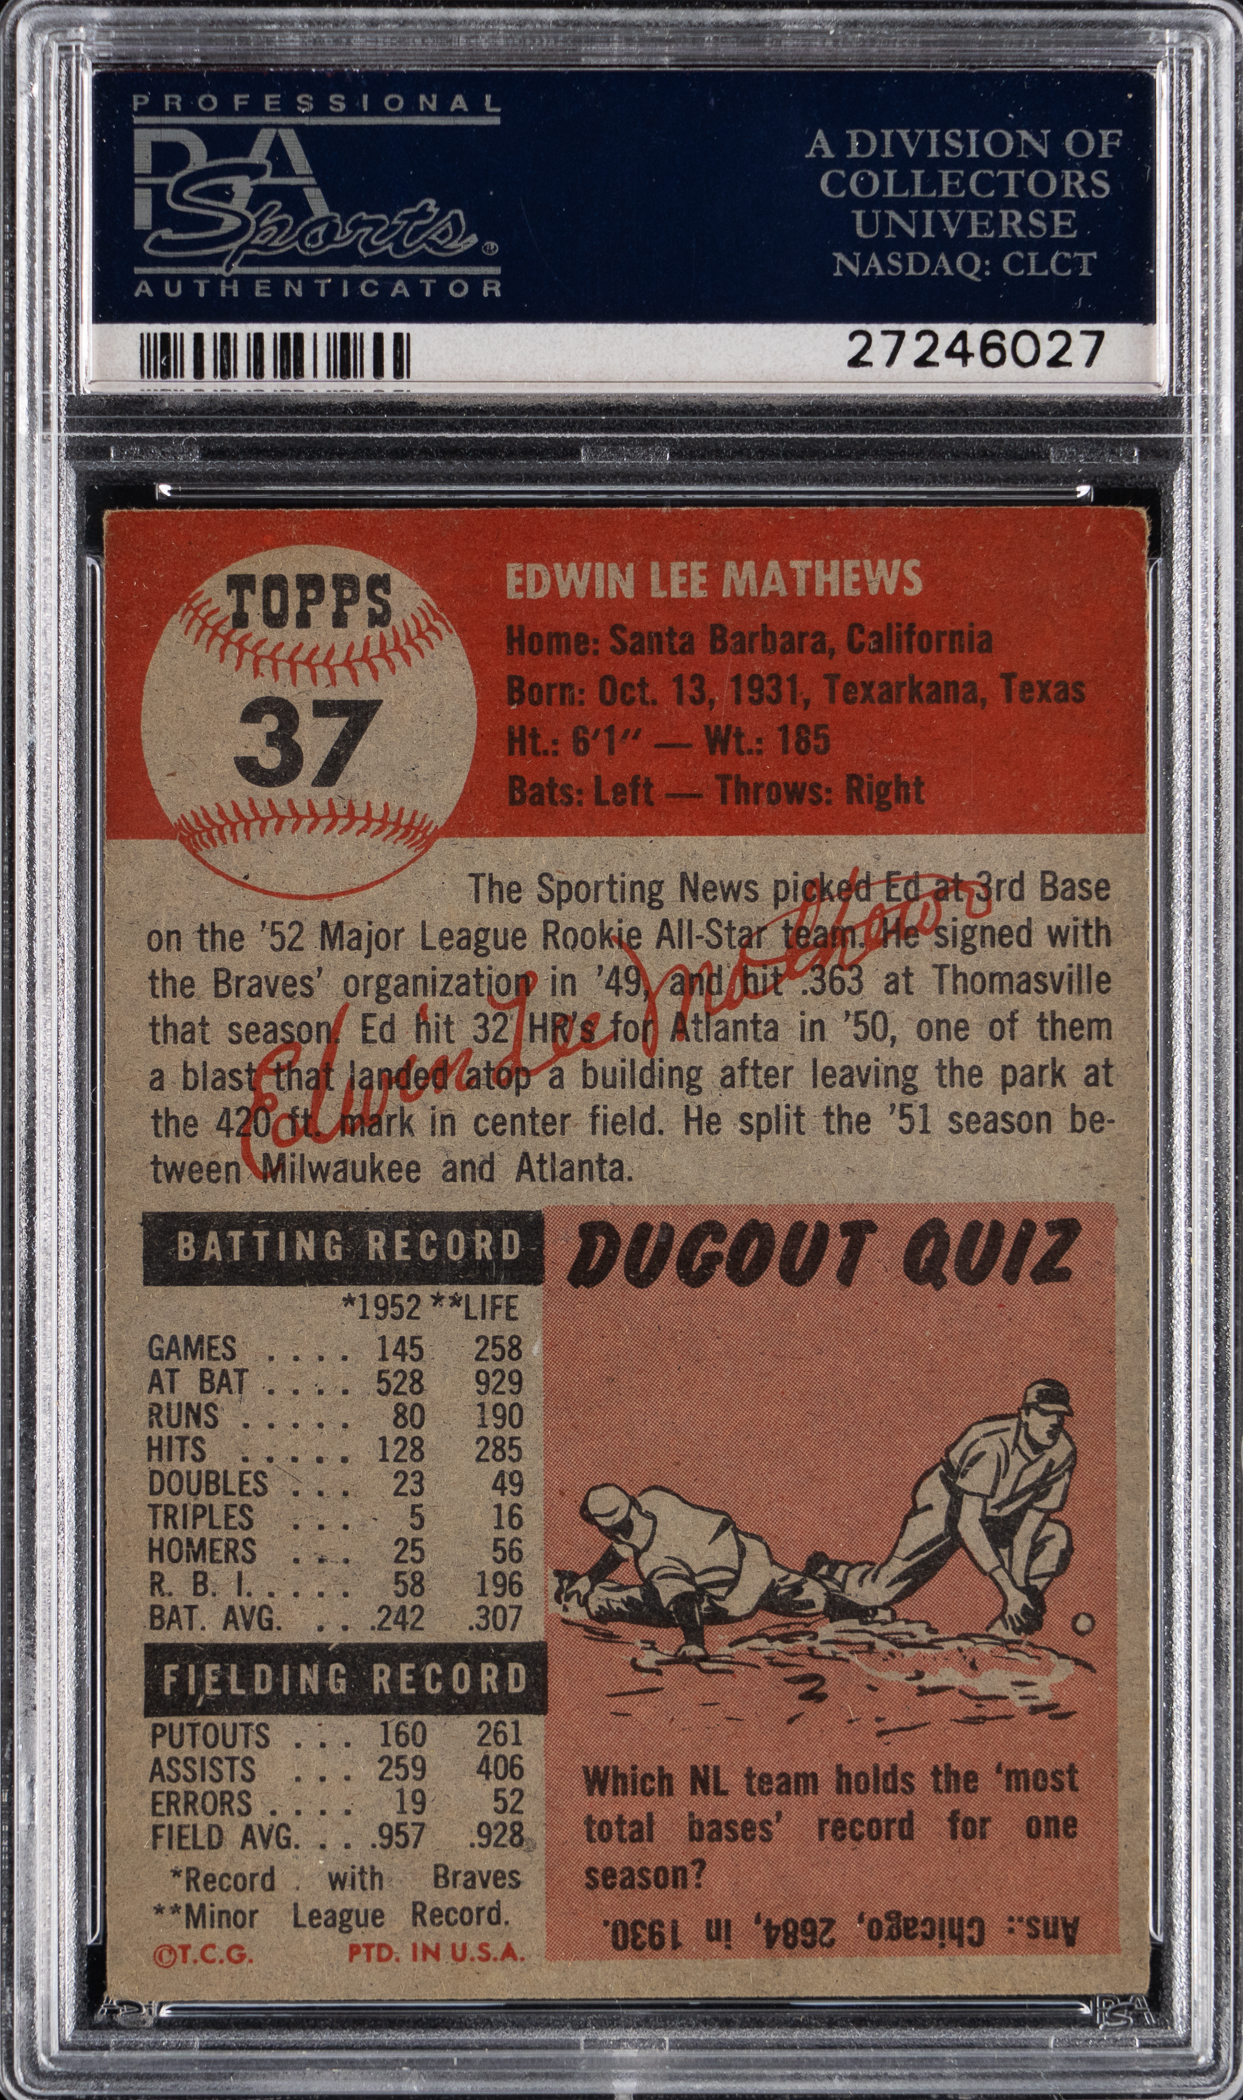 PROFESSIONAL
PSA
Sports®
AUTHENTICATOR
A DIVISION OF
COLLECTORS
UNIVERSE
NASDAQ: CLCT
27246027
TOPPS
37
EDWIN LEE MATHEWS
Home: Santa Barbara, California
Born: Oct. 13, 1931, Texarkana, Texas
Ht.: 6'1" — Wt.: 185
Bats: Left — Throws: Right
The Sporting News picked Ed at 3rd Base
on the '52 Major League Rookie All-Star team. He signed with
the Braves' organization in '49, and hit .363 at Thomasville
that season. Ed hit 32 HR's for Atlanta in '50, one of them
a blast that landed atop a building after leaving the park at
the 420 ft. mark in center field. He split the '51 season be-
tween Milwaukee and Atlanta.
Edwin Lee Mathews
BATTING RECORD
*1952 **LIFE
GAMES . . . . 145 258
AT BAT . . . . 528 929
RUNS . . . . . 80 190
HITS . . . . . 128 285
DOUBLES . . . 23 49
TRIPLES . . . 5 16
HOMERS . . . 25 56
R. B. I. . . . . 58 196
BAT. AVG. . . .242 .307
FIELDING RECORD
PUTOUTS . . . 160 261
ASSISTS . . . 259 406
ERRORS . . . . 19 52
FIELD AVG. . . .957 .928
*Record with Braves
**Minor League Record.
©T.C.G. PTD. IN U.S.A.
DUGOUT QUIZ
Which NL team holds the 'most
total bases' record for one
season?
Ans.: Chicago, 2684, in 1930.
PSA